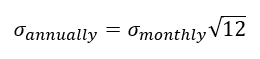 σ_annually = σ_monthly √12